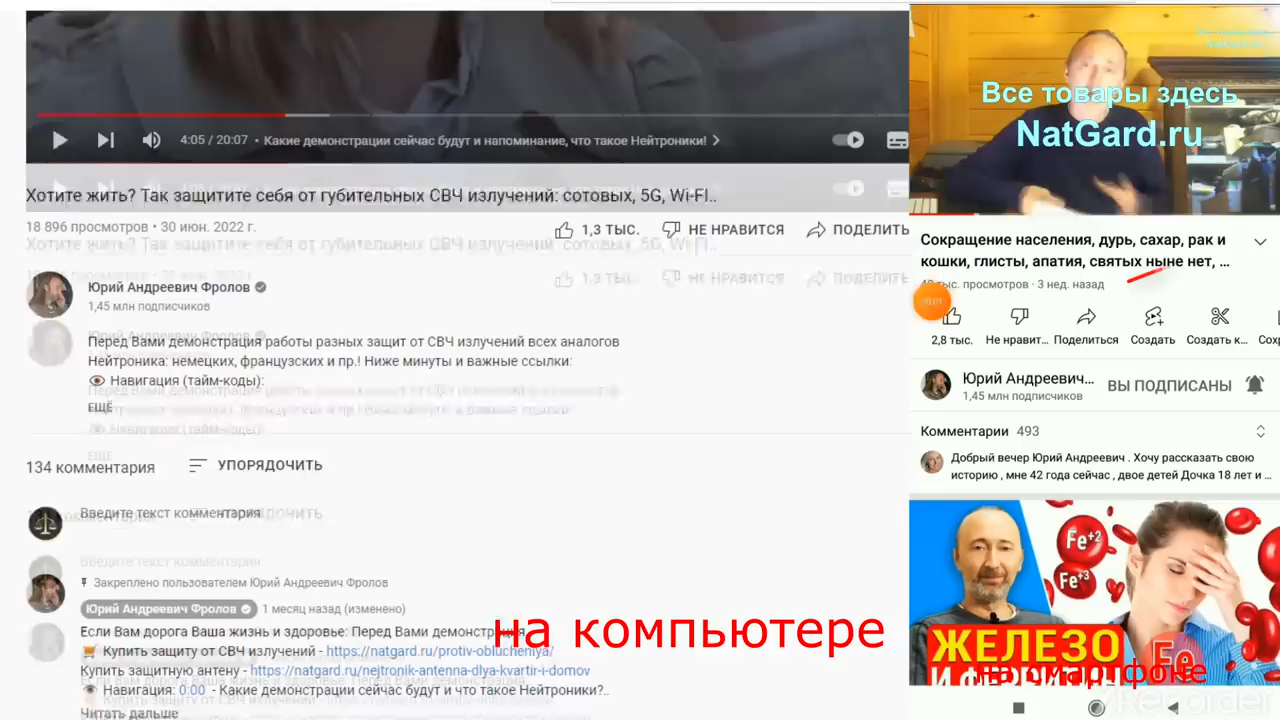 4:05 / 20:07 • Какие демонстрации сейчас будут и напоминание, что такое Нейтроники!
Хотите жить? Так защитите себя от губительных СВЧ излучений: сотовых, 5G, Wi-FI..
18 896 просмотров • 30 июн. 2022 г.
1,3 ТЫС.
НЕ НРАВИТСЯ
ПОДЕЛИТЬ
Юрий Андреевич Фролов
1,45 млн подписчиков
Перед Вами демонстрация работы разных защит от СВЧ излучений всех аналогов
Нейтроника: немецких, французских и пр.! Ниже минуты и важные ссылки:
Навигация (тайм-коды):
ЕЩЁ
134 комментария
УПОРЯДОЧИТЬ
Введите текст комментария
Закреплено пользователем Юрий Андреевич Фролов
Юрий Андреевич Фролов
1 месяц назад (изменено)
Если Вам дорога Ваша жизнь и здоровье: Перед Вами демонстрация
Купить защиту от СВЧ излучений - https://natgard.ru/protiv-oblucheniya/
Купить защитную антену - https://natgard.ru/nejtronik-antenna-dlya-kvartir-i-domov
Навигация: 0:00 - Какие демонстрации сейчас будут и что такое Нейтроники?..
Читать дальше
на компьютере
Все товары здесь
NatGard.ru
Сокращение населения, дурь, сахар, рак и
кошки, глисты, апатия, святых ныне нет, ...
тыс. просмотров · 3 нед. назад
2,8 тыс.
Не нравит...
Поделиться
Создать
Создать к...
Сохр
Юрий Андреевич...
1,45 млн подписчиков
ВЫ ПОДПИСАНЫ
Комментарии 493
Добрый вечер Юрий Андреевич . Хочу рассказать свою
историю , мне 42 года сейчас , двое детей Дочка 18 лет и ...
Fe+2
Fe+3
ЖЕЛЕЗО
Fe
на смартфоне